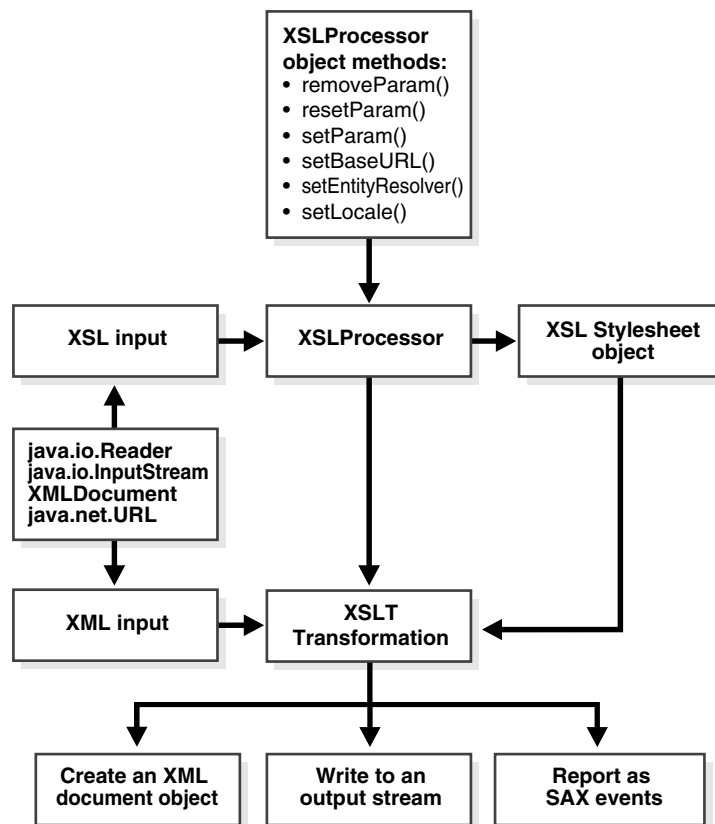 XSLProcessor
object methods:
• removeParam()
• resetParam()
• setParam()
• setBaseURL()
• setEntityResolver()
• setLocale()
XSL input
XSLProcessor
XSL Stylesheet
object
java.io.Reader
java.io.InputStream
XMLDocument
java.net.URL
XML input
XSLT
Transformation
Create an XML
document object
Write to an
output stream
Report as
SAX events